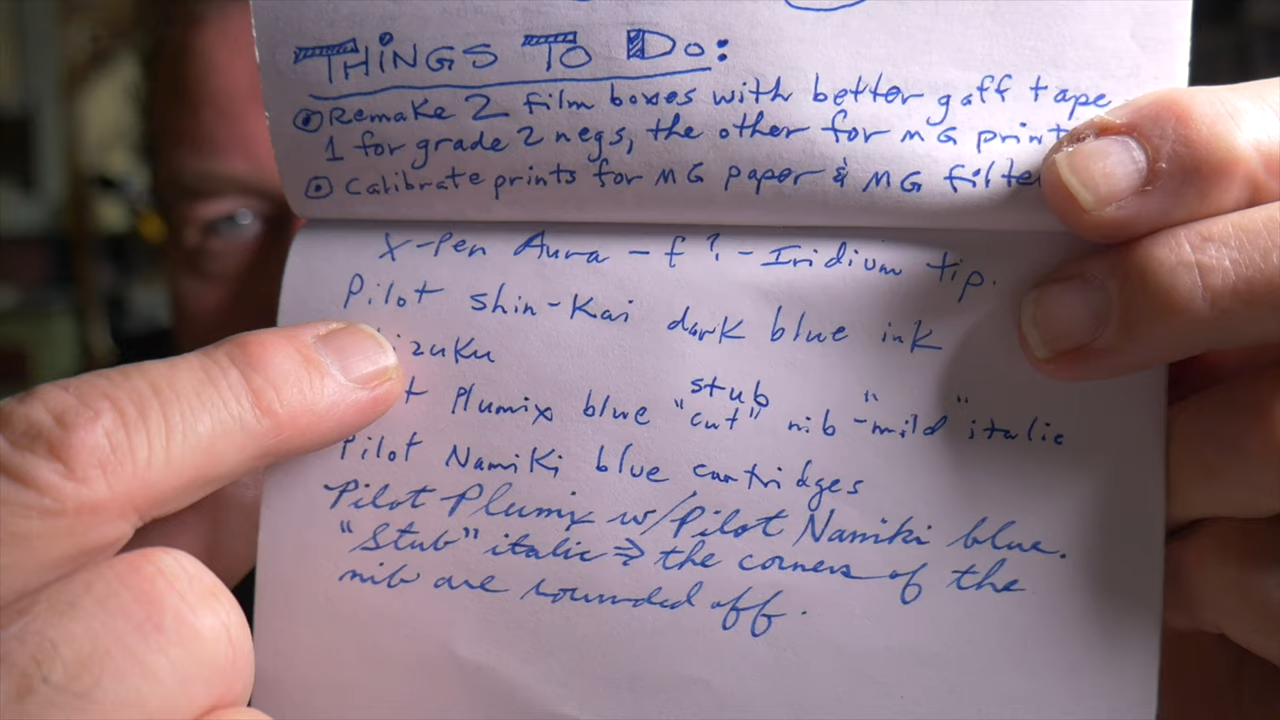 THINGS TO DO:
Remake 2 film boxes with better gaff tape
1 for grade 2 negs, the other for MG print
Calibrate prints for MG paper & MG filte
X-Pen Aura – f? – Iridium tip.
Pilot Shin-Kai dark blue ink
izuku
t Plumix blue "stub cut" nib – "mild" italic
Pilot Namiki blue cartridges
Pilot Plumix w/ Pilot Namiki blue.
"Stub" italic ⇒ the corners of the
nib are rounded off.